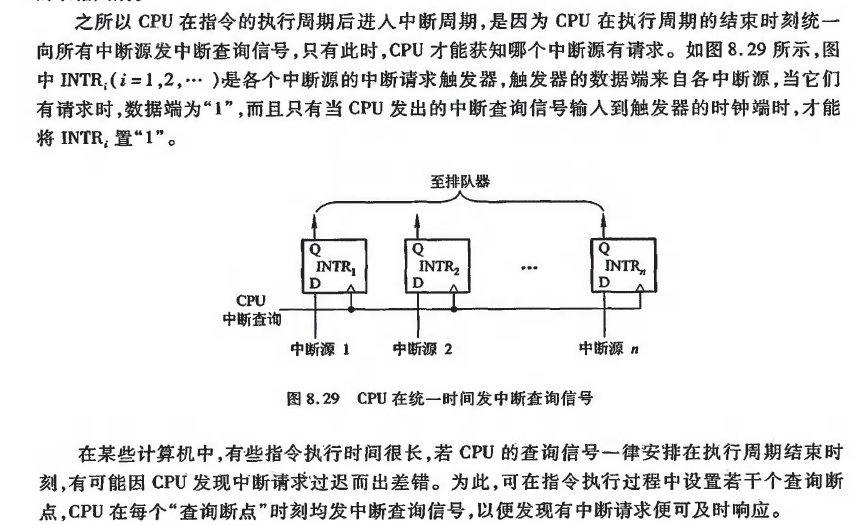 之所以 CPU 在指令的执行周期后进入中断周期,是因为 CPU 在执行周期的结束时刻统一
向所有中断源发中断查询信号,只有此时,CPU 才能获知哪个中断源有请求。如图 8.29 所示,图
中 INTRᵢ(i=1,2,… )是各个中断源的中断请求触发器,触发器的数据端来自各中断源,当它们
有请求时,数据端为“1”,而且只有当 CPU 发出的中断查询信号输入到触发器的时钟端时,才能
将 INTRᵢ 置“1”。
至排队器
Q Q Q
INTR₁ INTR₂ … INTRₙ
D D D
CPU
中断查询
中断源 1 中断源 2 中断源 n
图 8.29 CPU 在统一时间发中断查询信号
在某些计算机中,有些指令执行时间很长,若 CPU 的查询信号一律安排在执行周期结束时
刻,有可能因 CPU 发现中断请求过迟而出差错。为此,可在指令执行过程中设置若干个查询断
点,CPU 在每个“查询断点”时刻均发中断查询信号,以便发现有中断请求便可及时响应。